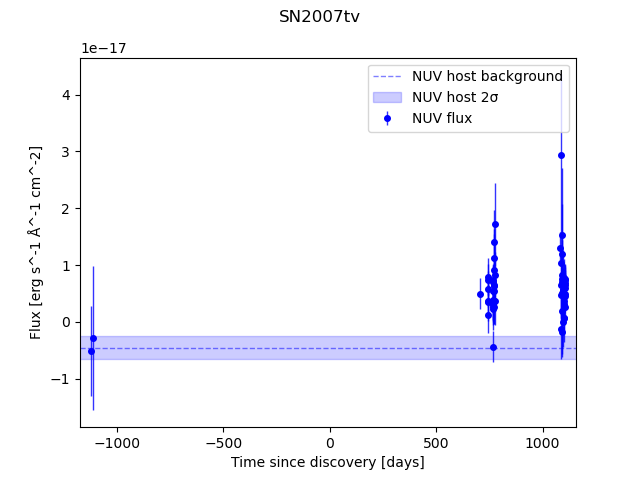 SN2007tv
1e−17
NUV host background
NUV host 2σ
NUV flux
4
3
2
1
0
−1
Flux [erg s^-1 Å^-1 cm^-2]
−1000
−500
0
500
1000
Time since discovery [days]